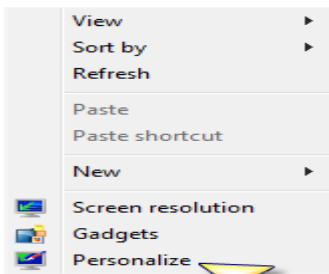 View
Sort by
Refresh
Paste
Paste shortcut
New
Screen resolution
Gadgets
Personalize